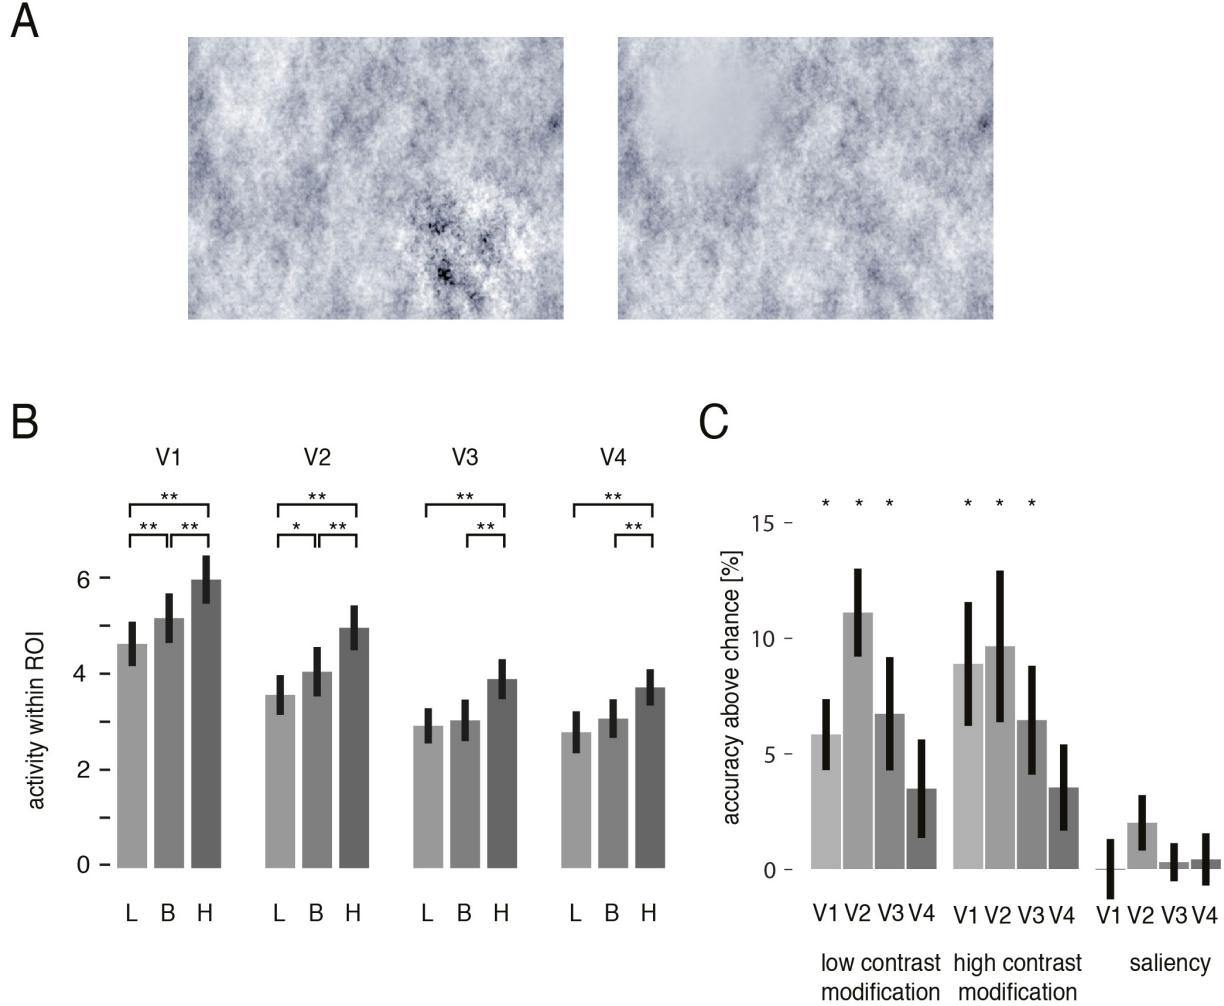 A
B
V1 V2 V3 V4
** ** ** **
** ** * ** ** **
activity within ROI
6
4
2
0
L B H L B H L B H L B H
C
* * * * * *
accuracy above chance [%]
15
10
5
0
V1 V2 V3 V4 V1 V2 V3 V4 V1 V2 V3 V4
low contrast modification
high contrast modification
saliency